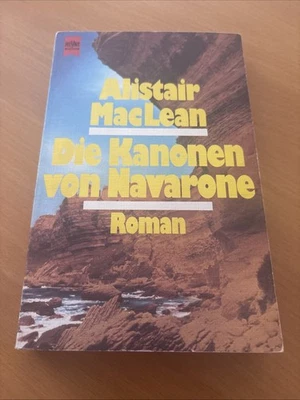 Alistair
MacLean
Die Kanonen
von Navarone
Roman